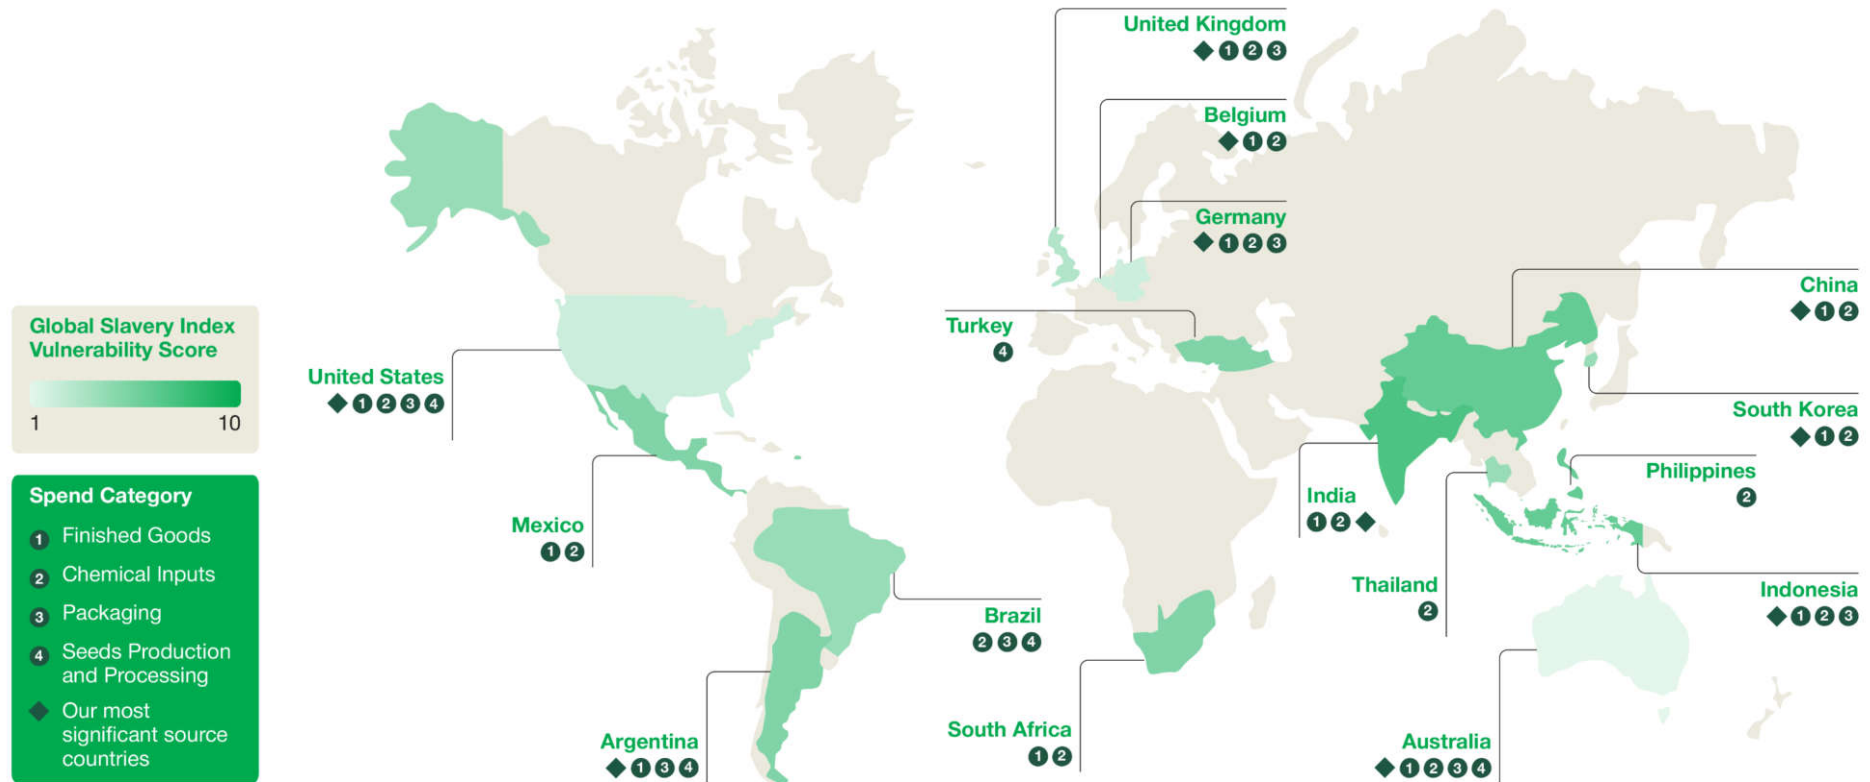 United Kingdom
◆ 1 2 3
Belgium
◆ 1 2
Germany
◆ 1 2 3
China
◆ 1 2
Global Slavery Index
Vulnerability Score
1 10
Turkey
4
United States
◆ 1 2 3 4
South Korea
◆ 1 2
Philippines
2
India
1 2 ◆
Mexico
1 2
Thailand
2
Indonesia
◆ 1 2 3
Brazil
2 3 4
South Africa
1 2
Argentina
◆ 1 3 4
Australia
◆ 1 2 3 4
Spend Category
1 Finished Goods
2 Chemical Inputs
3 Packaging
4 Seeds Production
and Processing
◆ Our most
significant source
countries